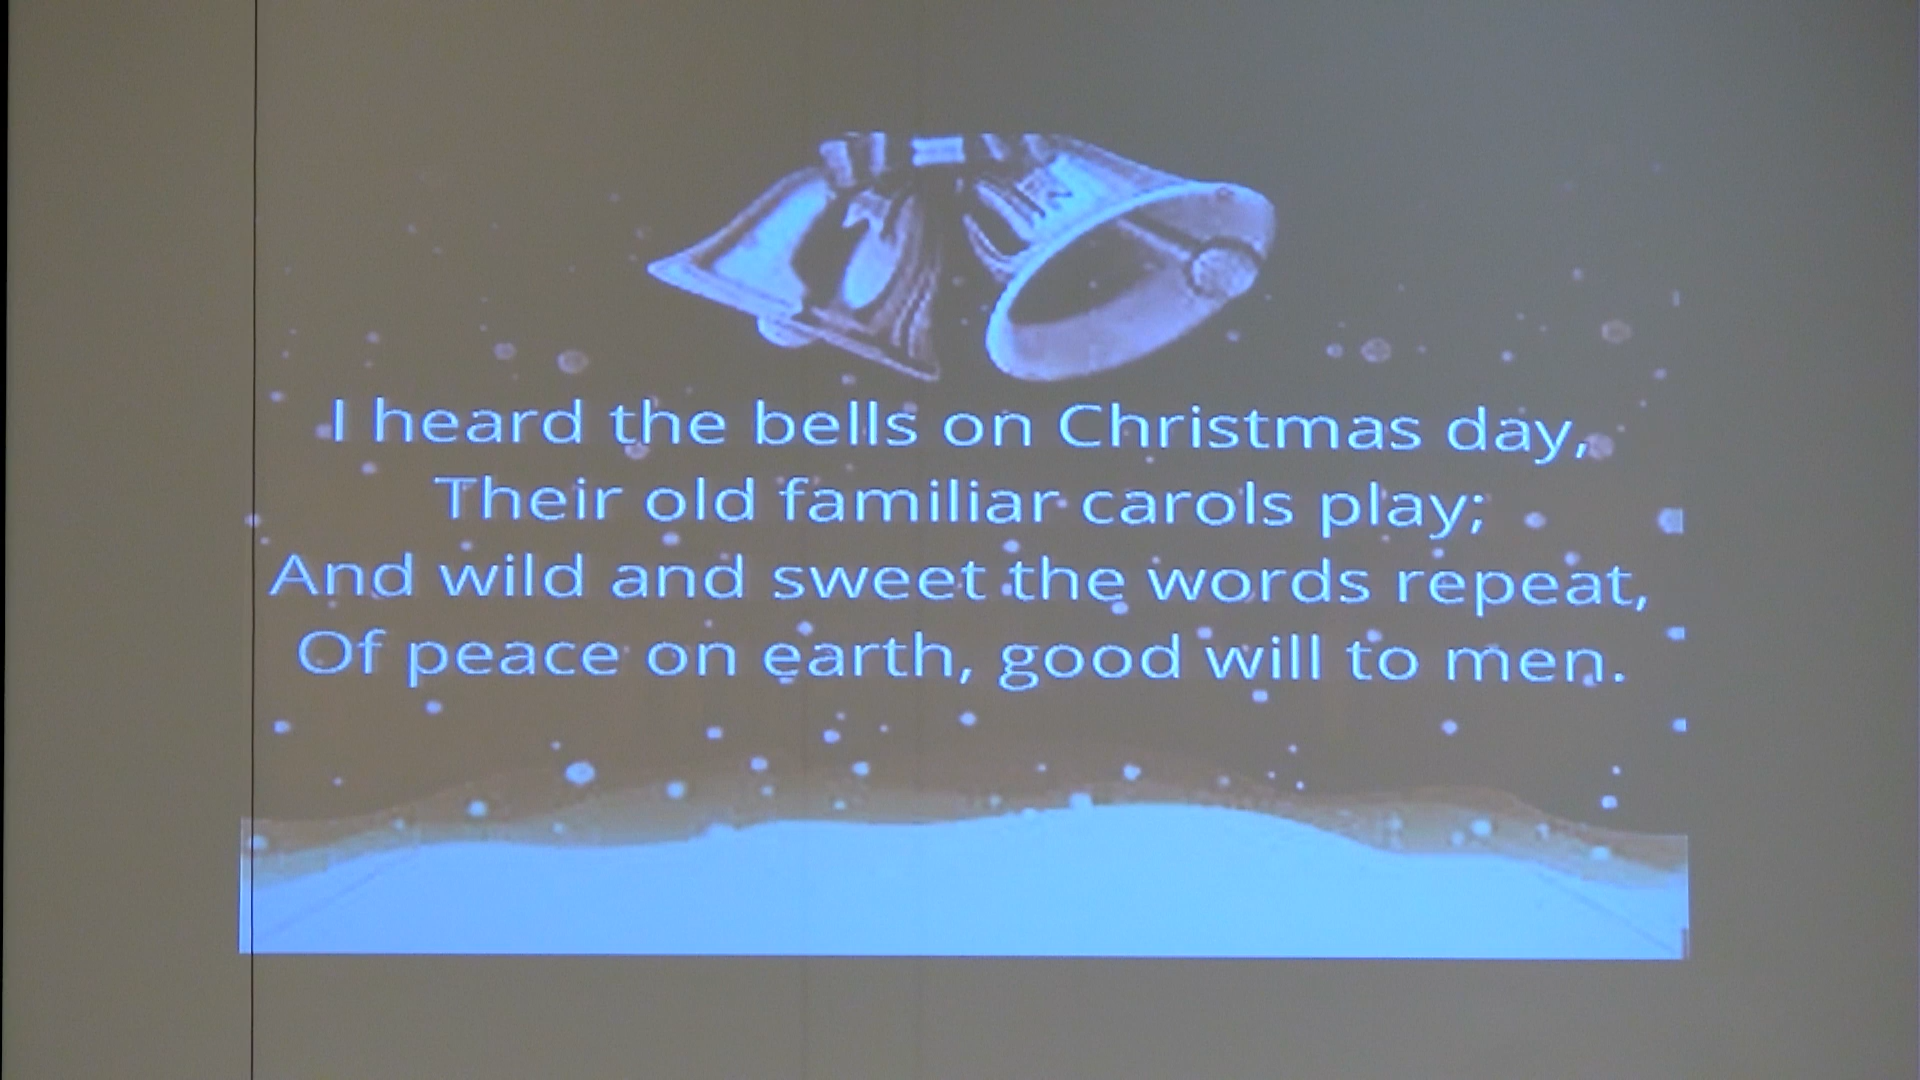 I heard the bells on Christmas day,
Their old familiar carols play;
And wild and sweet the words repeat,
Of peace on earth, good will to men.